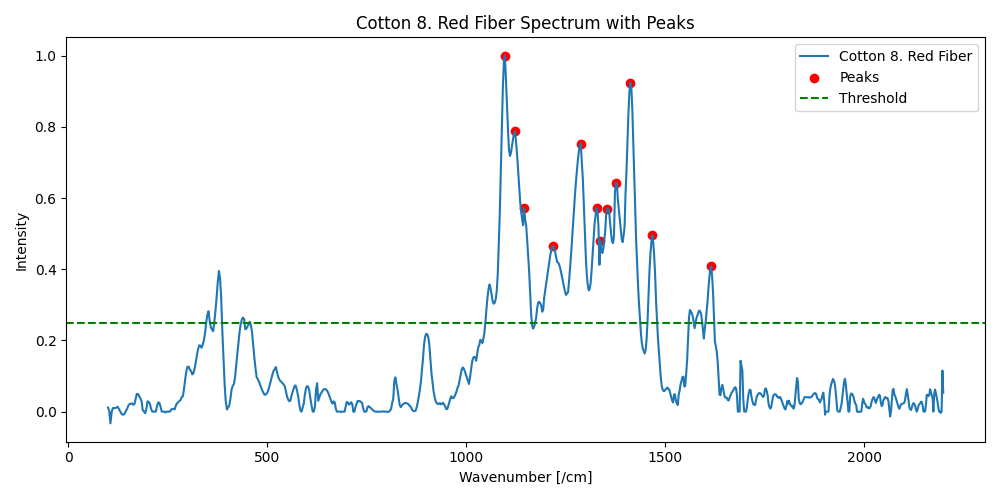 Cotton 8. Red Fiber Spectrum with Peaks
Cotton 8. Red Fiber
Peaks
Threshold
1.0
0.8
0.6
0.4
0.2
0.0
Intensity
0
500
1000
1500
2000
Wavenumber [/cm]